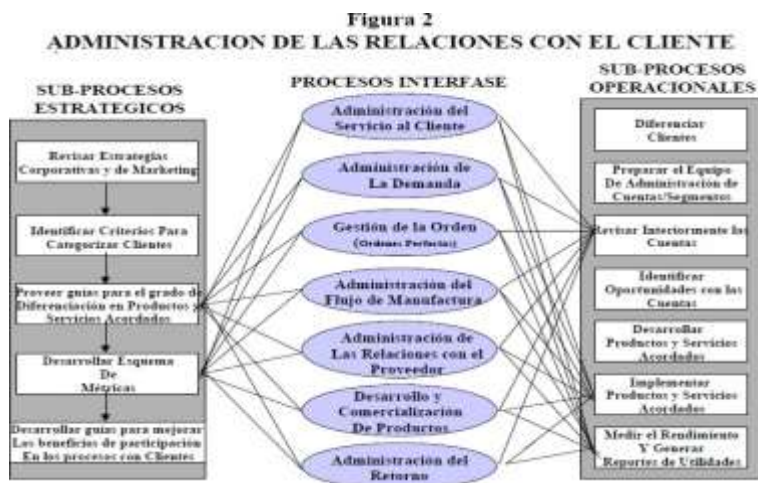 Figura 2
ADMINISTRACION DE LAS RELACIONES CON EL CLIENTE
SUB-PROCESOS
ESTRATEGICOS
Revisar Estrategias
Corporativas y de Marketing
Identificar Criterios Para
Categorizar Clientes
Proveer guias para el grado de
Diferenciación en Productos y
Servicios Acordados
Desarrollar Esquema
De
Métricas
Desarrollar guias para mejorar
Los beneficios de participación
En los procesos con Clientes
PROCESOS INTERFASE
Administración del
Servicio al Cliente
Administración de
La Demanda
Gestión de la Orden
(Ordenes Perfectas)
Administración del
Flujo de Manufactura
Administración de
Las Relaciones con el
Proveedor
Desarrollo y
Comercialización
De Productos
Administración del
Retorno
SUB-PROCESOS
OPERACIONALES
Diferenciar
Clientes
Preparar el Equipo
De Administración de
Cuentas/Segmentos
Revisar Interiormente las
Cuentas
Identificar
Oportunidades con las
Cuentas
Desarrollar
Productos y Servicios
Acordados
Implementar
Productos y Servicios
Acordados
Medir el Rendimiento
Y Generar
Reportes de Utilidades